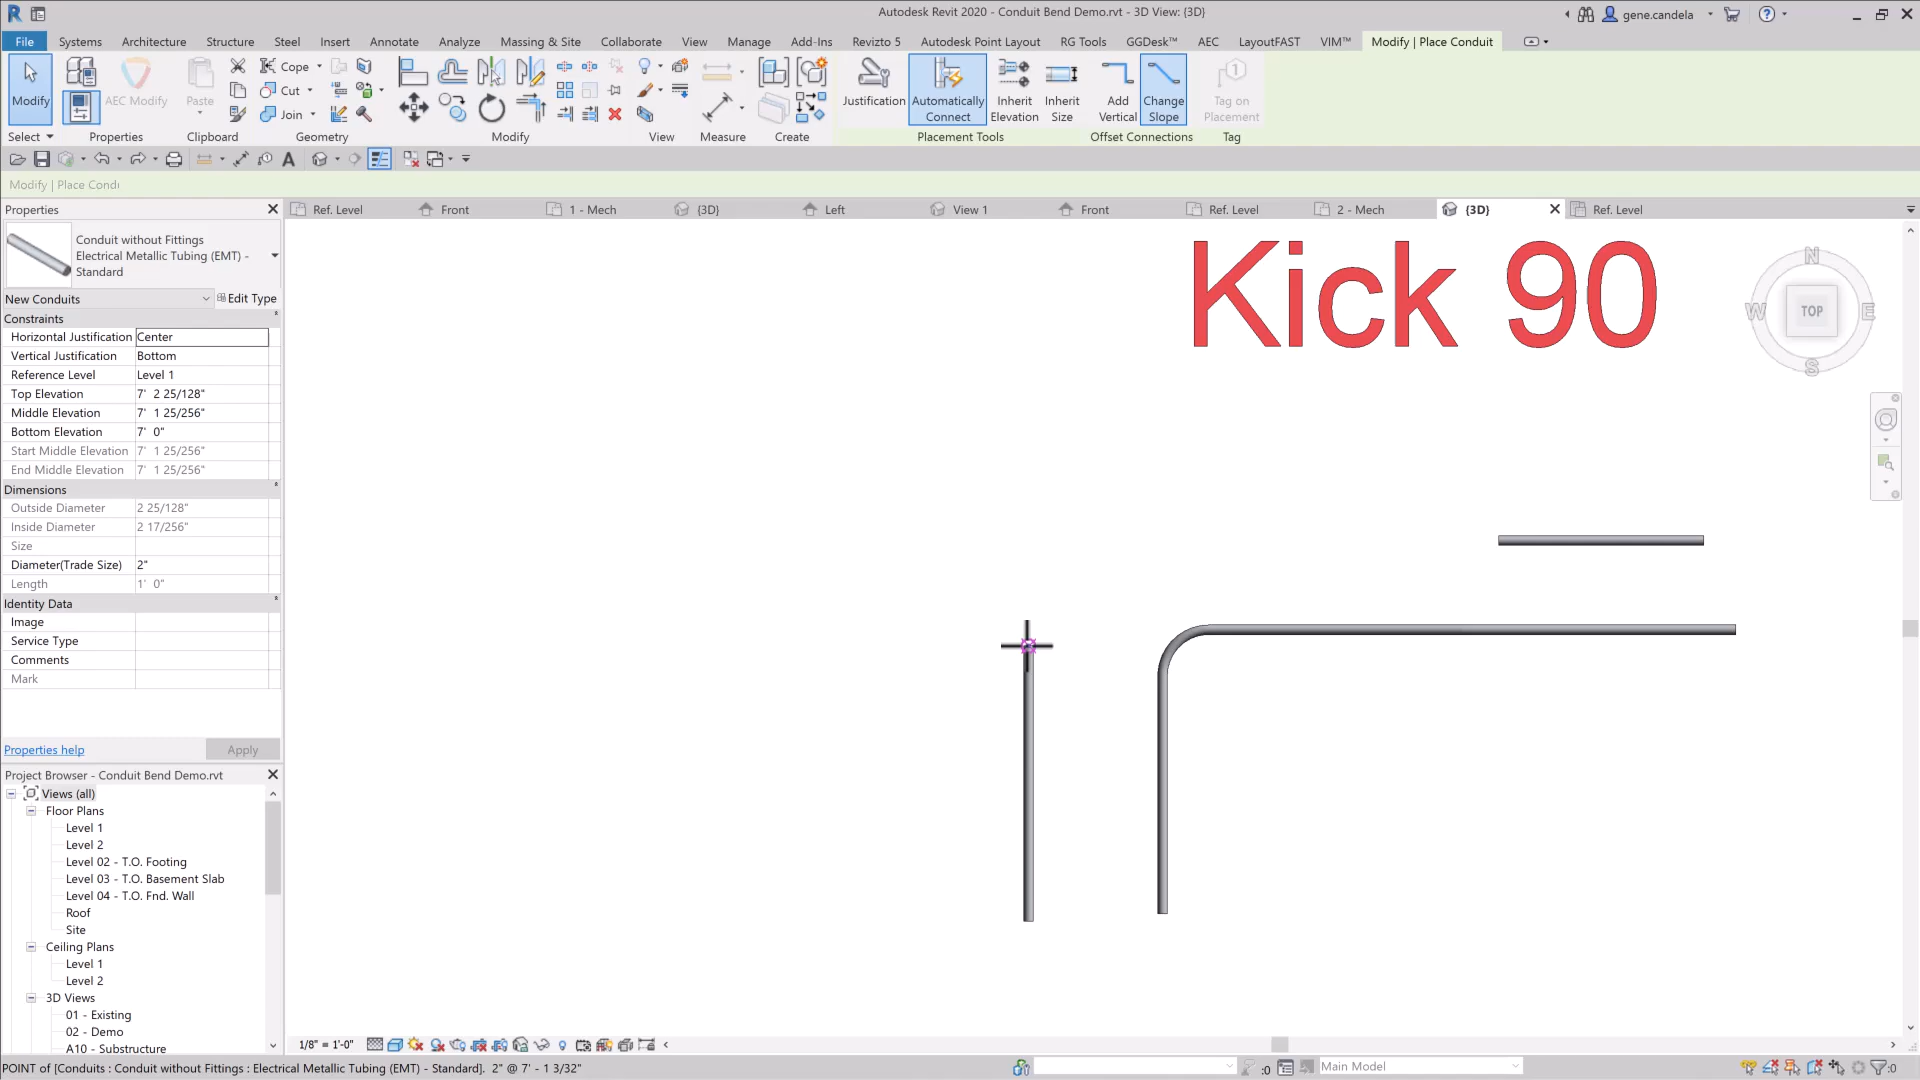 Autodesk Revit 2020 - Conduit Bend Demo.rvt - 3D View: {3D}
gene.candela
File
Systems
Architecture
Structure
Steel
Insert
Annotate
Analyze
Massing & Site
Collaborate
View
Manage
Add-Ins
Revizto 5
Autodesk Point Layout
RG Tools
GGDesk™
AEC
LayoutFAST
VIM™
Modify | Place Conduit
Modify
AEC Modify
Paste
Cope
Cut
Join
Justification
Automatically
Connect
Inherit
Elevation
Inherit
Size
Add
Vertical
Change
Slope
Tag on
Placement
Select
Properties
Clipboard
Geometry
Modify
View
Measure
Create
Placement Tools
Offset Connections
Tag
Modify | Place Condu
Properties
Ref. Level
Front
1 - Mech
{3D}
Left
View 1
Front
Ref. Level
2 - Mech
{3D}
Ref. Level
Conduit without Fittings
Electrical Metallic Tubing (EMT) -
Standard
New Conduits
Edit Type
Constraints
Horizontal Justification Center
Vertical Justification Bottom
Reference Level Level 1
Top Elevation 7' 2 25/128"
Middle Elevation 7' 1 25/256"
Bottom Elevation 7' 0"
Start Middle Elevation 7' 1 25/256"
End Middle Elevation 7' 1 25/256"
Dimensions
Outside Diameter 2 25/128"
Inside Diameter 2 17/256"
Size
Diameter(Trade Size) 2"
Length 1' 0"
Identity Data
Image
Service Type
Comments
Mark
Properties help
Apply
Project Browser - Conduit Bend Demo.rvt
Views (all)
Floor Plans
Level 1
Level 2
Level 02 - T.O. Footing
Level 03 - T.O. Basement Slab
Level 04 - T.O. Fnd. Wall
Roof
Site
Ceiling Plans
Level 1
Level 2
3D Views
01 - Existing
02 - Demo
A10 - Substructure
Kick 90
N
W
TOP
E
S
1/8" = 1'-0"
POINT of [Conduits : Conduit without Fittings : Electrical Metallic Tubing (EMT) - Standard]. 2" @ 7' - 1 3/32"
:0
Main Model
:0